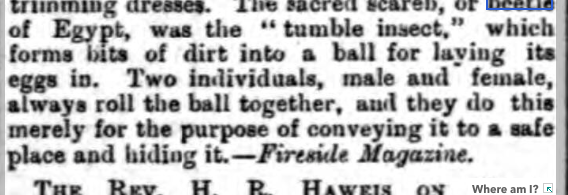 trimming dresses. The sacred scareb, or beetle
of Egypt, was the "tumble insect," which
forms bits of dirt into a ball for laying its
eggs in. Two individuals, male and female,
always roll the ball together, and they do this
merely for the purpose of conveying it to a safe
place and hiding it.—Fireside Magazine.
THE REV. H. R. HAWEIS ON
Where am I?